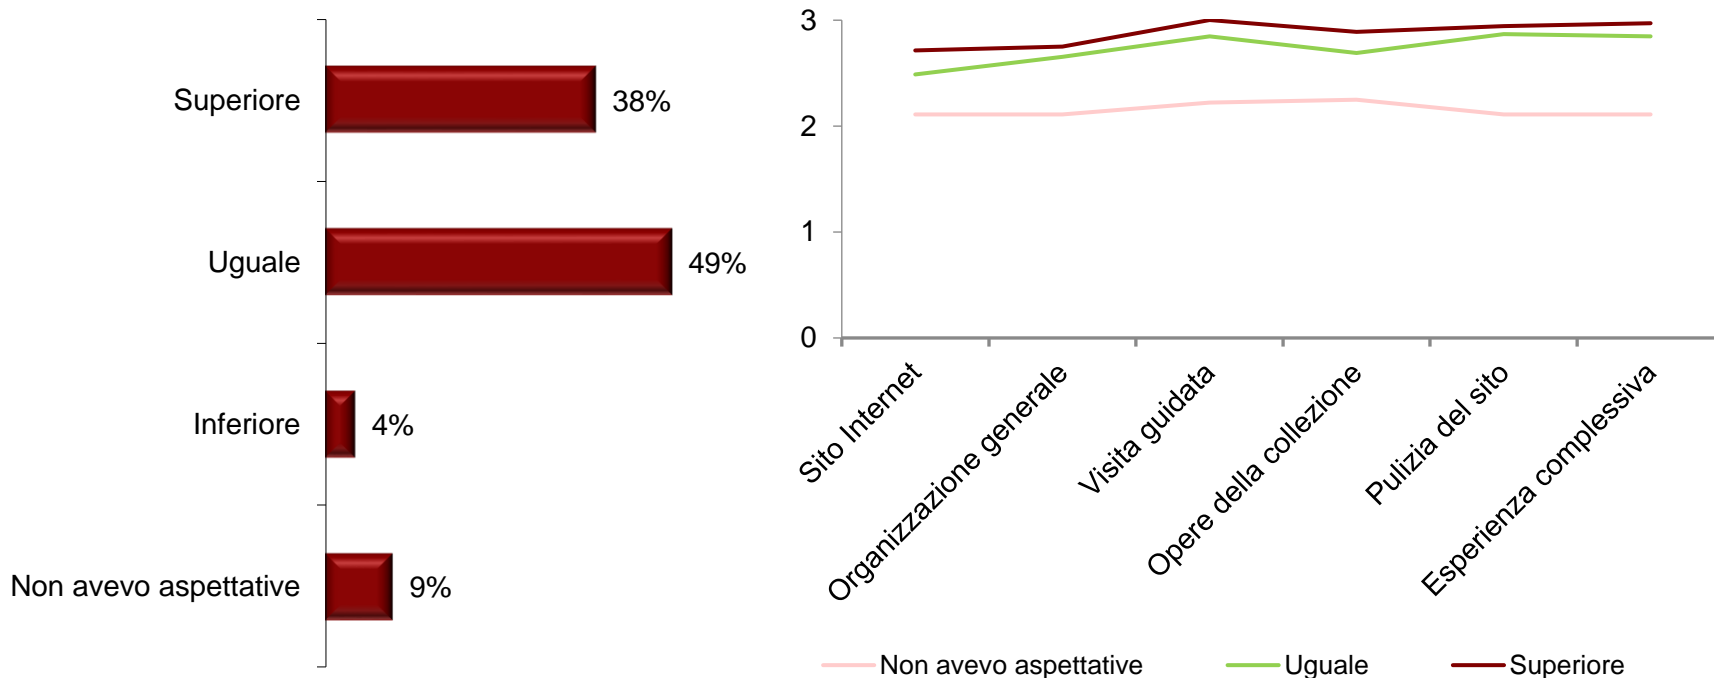 Superiore
38%
Uguale
49%
Inferiore
4%
Non avevo aspettative
9%
3
2
1
0
Sito Internet
Organizzazione generale
Visita guidata
Opere della collezione
Pulizia del sito
Esperienza complessiva
Non avevo aspettative
Uguale
Superiore